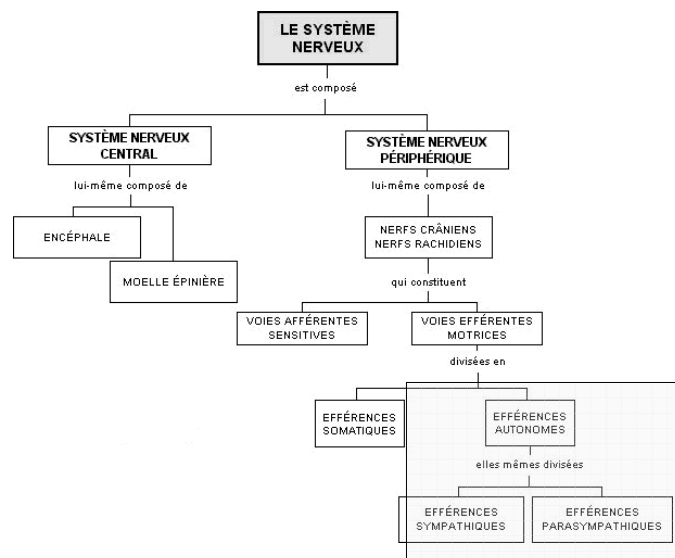 LE SYSTÈME
NERVEUX
est composé
SYSTÈME NERVEUX
CENTRAL
SYSTÈME NERVEUX
PÉRIPHÉRIQUE
lui-même composé de
lui-même composé de
ENCÉPHALE
MOELLE ÉPINIÈRE
NERFS CRÂNIENS
NERFS RACHIDIENS
qui constituent
VOIES AFFÉRENTES
SENSITIVES
VOIES EFFÉRENTES
MOTRICES
divisées en
EFFÉRENCES
SOMATIQUES
EFFÉRENCES
AUTONOMES
elles mêmes divisées
EFFÉRENCES
SYMPATHIQUES
EFFÉRENCES
PARASYMPATHIQUES